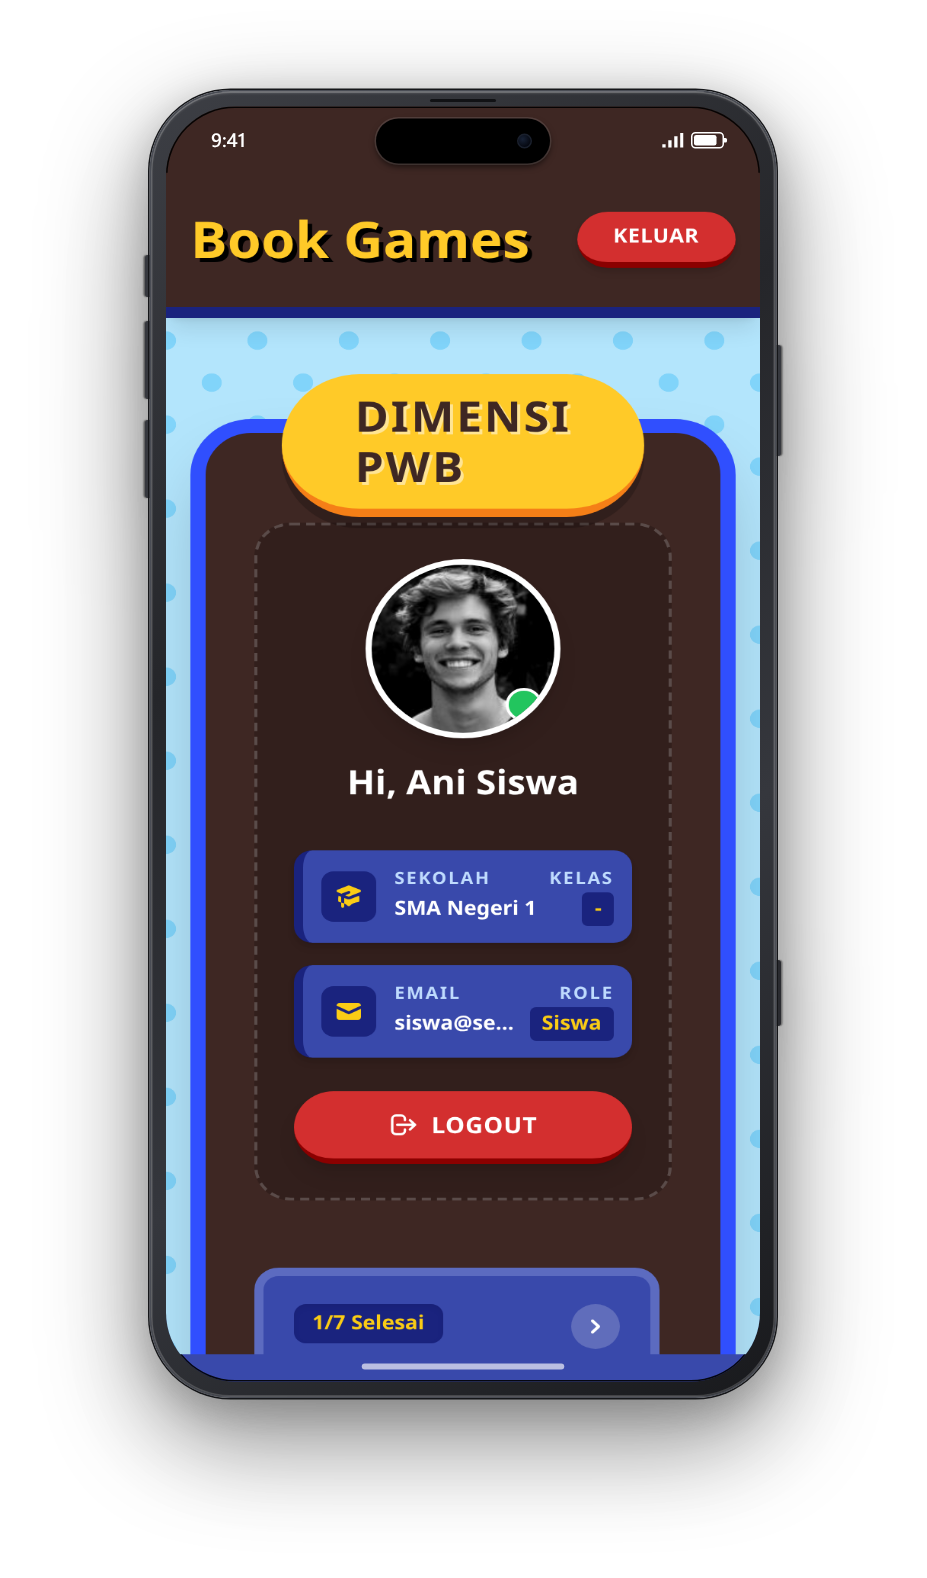 9:41
Book Games
KELUAR
DIMENSI
PWB
Hi, Ani Siswa
SEKOLAH
KELAS
SMA Negeri 1
-
EMAIL
ROLE
siswa@se...
Siswa
LOGOUT
1/7 Selesai